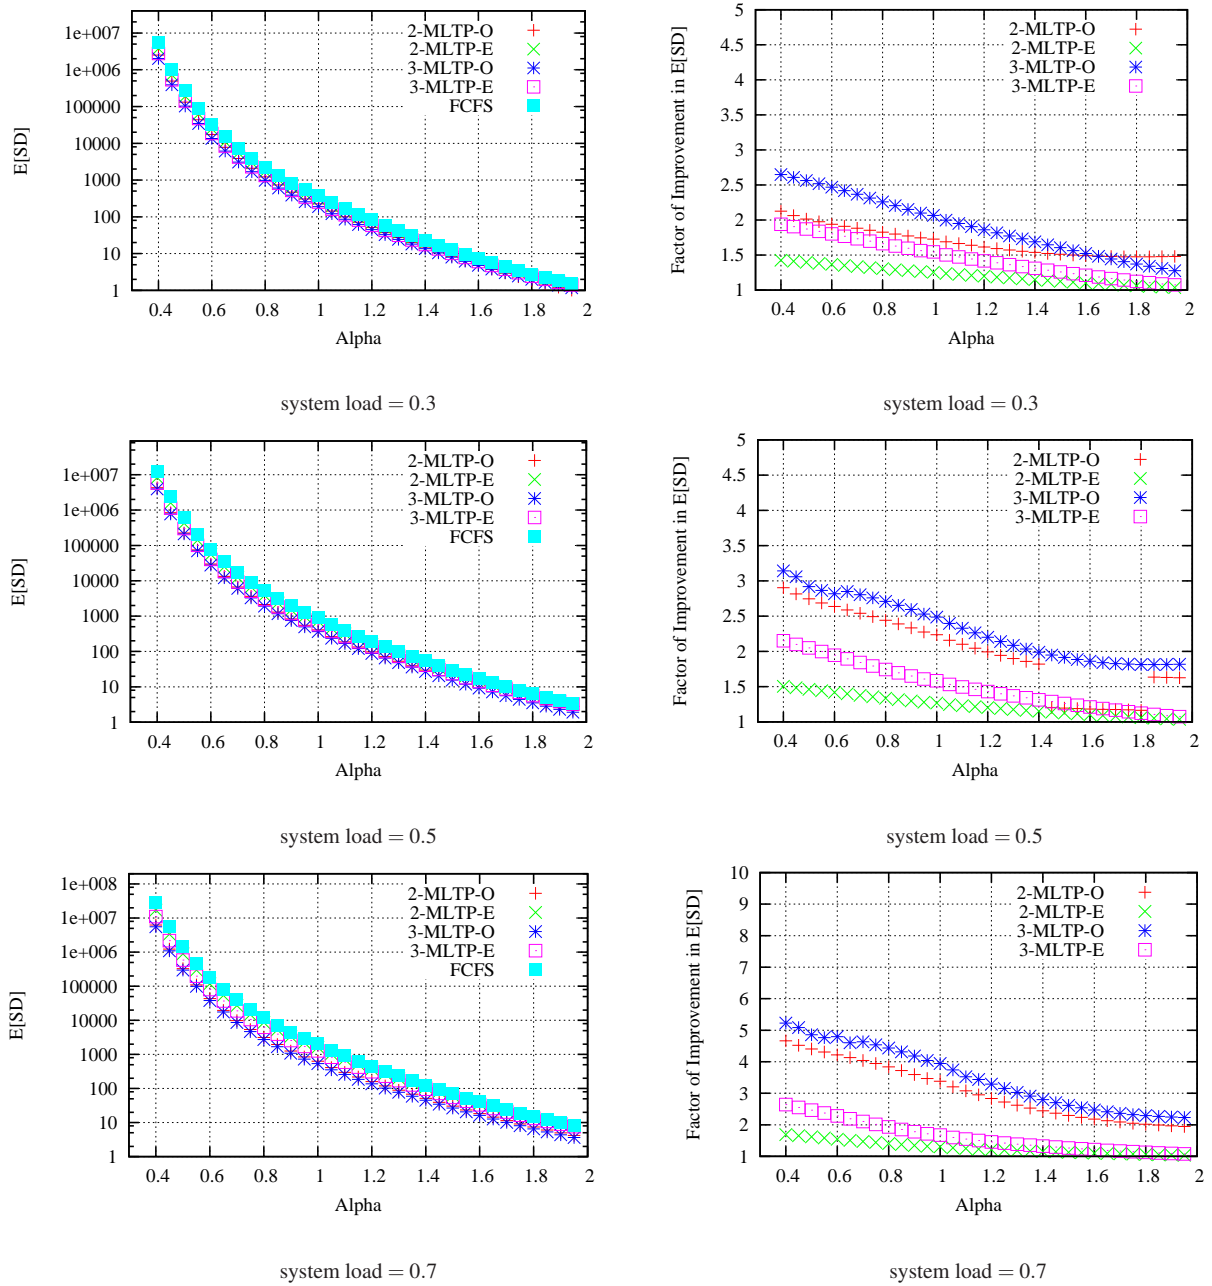 E[SD]
1e+007
1e+006
100000
10000
1000
100
10
1
2-MLTP-O
2-MLTP-E
3-MLTP-O
3-MLTP-E
FCFS
0.4 0.6 0.8 1 1.2 1.4 1.6 1.8 2
Alpha
system load = 0.3
Factor of Improvement in E[SD]
5
4.5
4
3.5
3
2.5
2
1.5
1
2-MLTP-O
2-MLTP-E
3-MLTP-O
3-MLTP-E
0.4 0.6 0.8 1 1.2 1.4 1.6 1.8 2
Alpha
system load = 0.3
E[SD]
1e+007
1e+006
100000
10000
1000
100
10
1
2-MLTP-O
2-MLTP-E
3-MLTP-O
3-MLTP-E
FCFS
0.4 0.6 0.8 1 1.2 1.4 1.6 1.8 2
Alpha
system load = 0.5
Factor of Improvement in E[SD]
5
4.5
4
3.5
3
2.5
2
1.5
1
2-MLTP-O
2-MLTP-E
3-MLTP-O
3-MLTP-E
0.4 0.6 0.8 1 1.2 1.4 1.6 1.8 2
Alpha
system load = 0.5
E[SD]
1e+008
1e+007
1e+006
100000
10000
1000
100
10
1
2-MLTP-O
2-MLTP-E
3-MLTP-O
3-MLTP-E
FCFS
0.4 0.6 0.8 1 1.2 1.4 1.6 1.8 2
Alpha
system load = 0.7
Factor of Improvement in E[SD]
10
9
8
7
6
5
4
3
2
1
2-MLTP-O
2-MLTP-E
3-MLTP-O
3-MLTP-E
0.4 0.6 0.8 1 1.2 1.4 1.6 1.8 2
Alpha
system load = 0.7